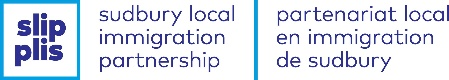 slip
plis
sudbury local
immigration
partnership
partenariat local
en immigration
de sudbury